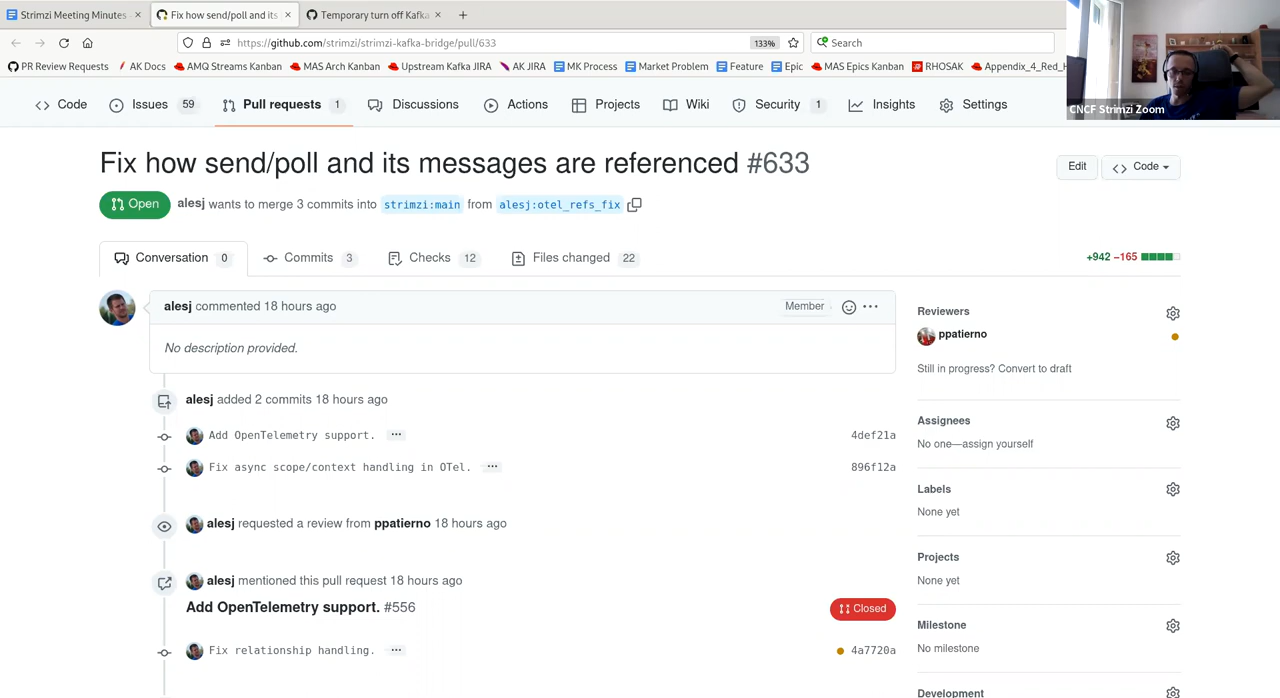 Strimzi Meeting Minutes -
Fix how send/poll and its
Temporary turn off Kafka
https://github.com/strimzi/strimzi-kafka-bridge/pull/633
133%
Search
PR Review Requests
AK Docs
AMQ Streams Kanban
MAS Arch Kanban
Upstream Kafka JIRA
AK JIRA
MK Process
Market Problem
Feature
Epic
MAS Epics Kanban
RHOSAK
Appendix_4_Red_H
CNCF Strimzi Zoom
Code
Issues 59
Pull requests 1
Discussions
Actions
Projects
Wiki
Security 1
Insights
Settings
Fix how send/poll and its messages are referenced #633
Edit
Code
Open
alesj wants to merge 3 commits into strimzi:main from alesj:otel_refs_fix
Conversation 0
Commits 3
Checks 12
Files changed 22
+942 −165
alesj commented 18 hours ago
Member
No description provided.
alesj added 2 commits 18 hours ago
Add OpenTelemetry support. ···
4def21a
Fix async scope/context handling in OTel. ···
896f12a
alesj requested a review from ppatierno 18 hours ago
alesj mentioned this pull request 18 hours ago
Add OpenTelemetry support. #556
Closed
Fix relationship handling. ···
4a7720a
Reviewers
ppatierno
Still in progress? Convert to draft
Assignees
No one—assign yourself
Labels
None yet
Projects
None yet
Milestone
No milestone
Development